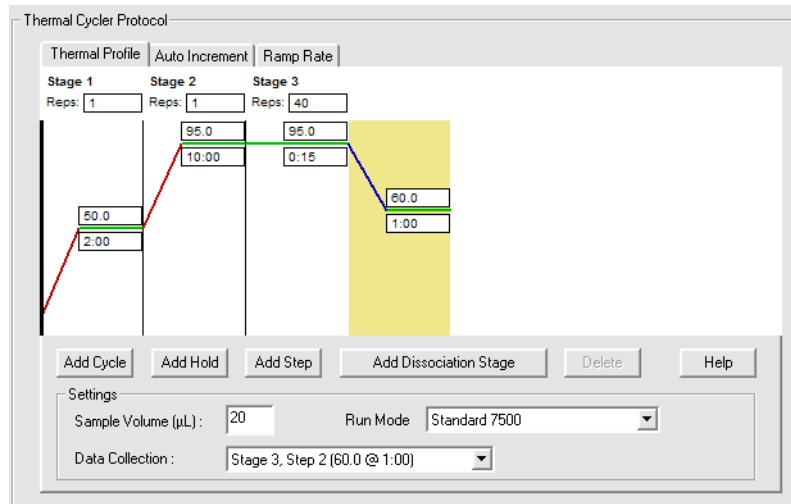 Thermal Cycler Protocol
Thermal Profile Auto Increment Ramp Rate
Stage 1 Stage 2 Stage 3
Reps: 1 Reps: 1 Reps: 40
95.0 95.0
10:00 0:15
60.0
1:00
50.0
2:00
Add Cycle Add Hold Add Step Add Dissociation Stage Delete Help
Settings
Sample Volume (µL) : 20 Run Mode Standard 7500
Data Collection : Stage 3, Step 2 (60.0 @ 1:00)